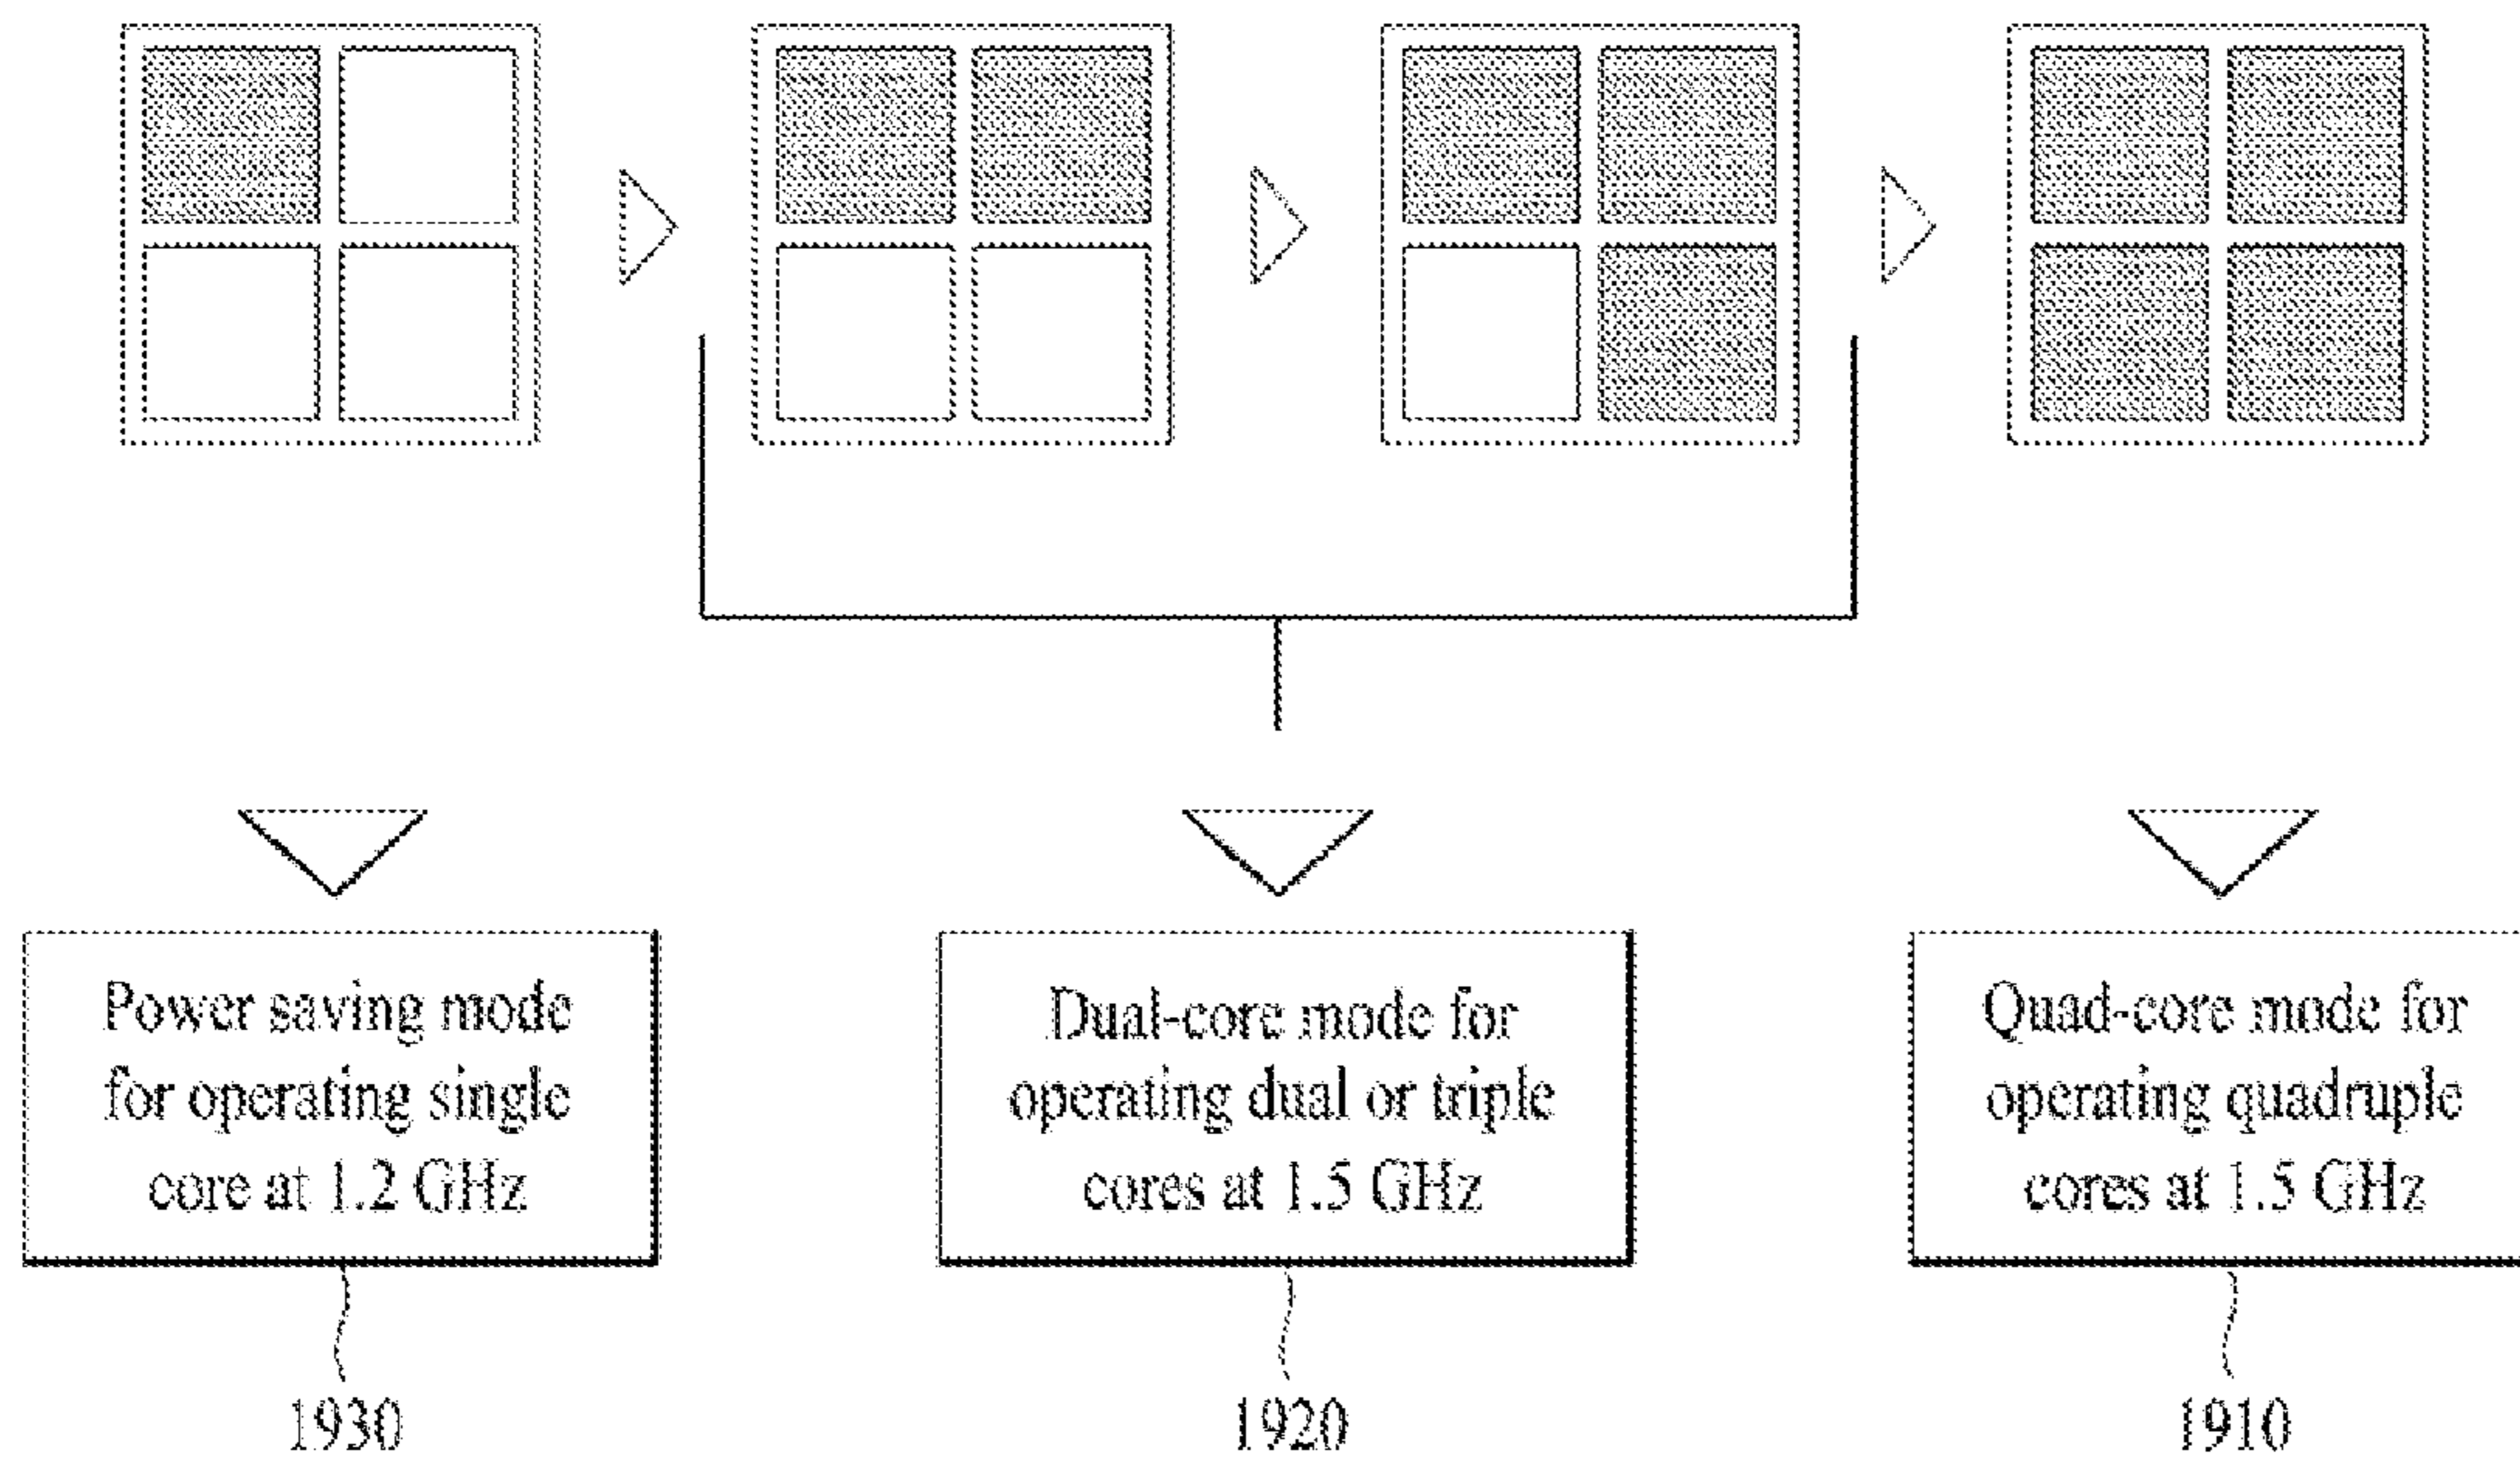 Power saving mode
for operating single
core at 1.2 GHz
1930
Dual-core mode for
operating dual or triple
cores at 1.5 GHz
1920
Quad-core mode for
operating quadruple
cores at 1.5 GHz
1910